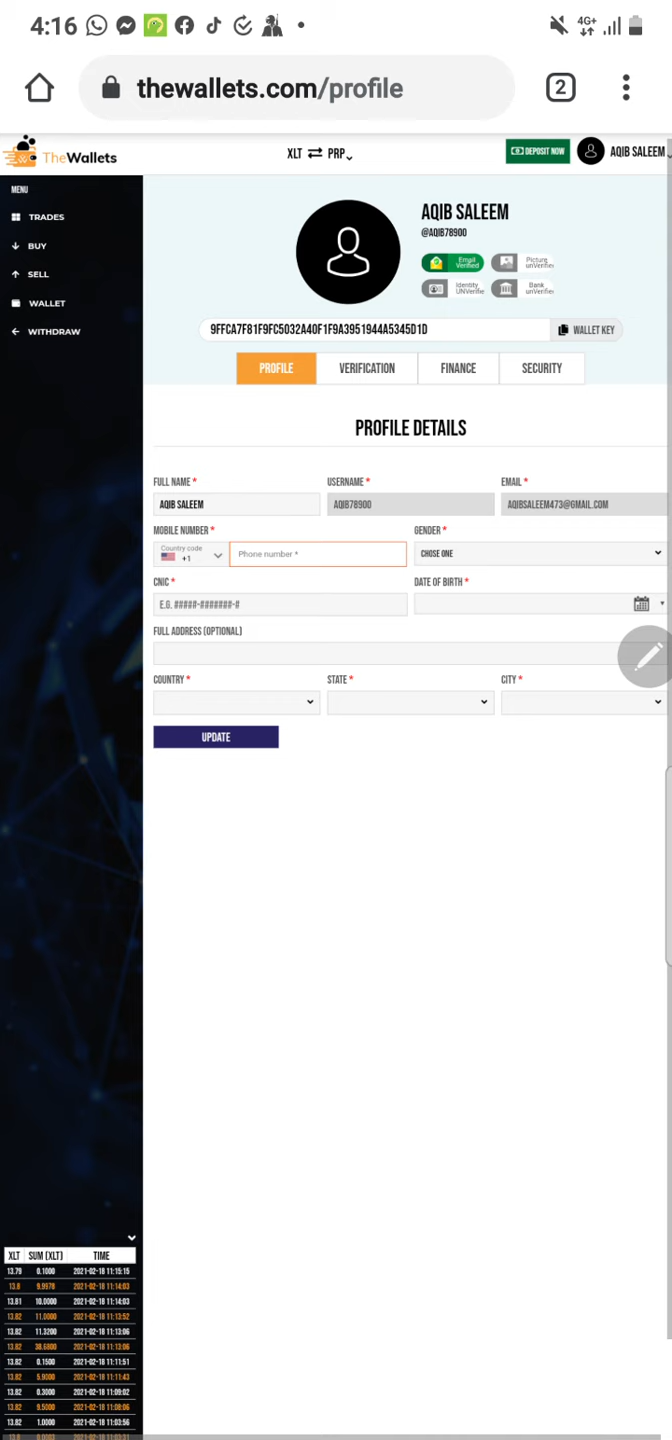 4:16
4G+
thewallets.com/profile
2
TheWallets
XLT ⇄ PRP
DEPOSIT NOW
AQIB SALEEM
MENU
TRADES
BUY
SELL
WALLET
WITHDRAW
AQIB SALEEM
@AQIB78900
Email Verified
Picture unVerified
Identity UNVerifie
Bank unVerified
9FFCA7F81F9FC5032A40F1F9A3951944A5345D1D
WALLET KEY
PROFILE VERIFICATION FINANCE SECURITY
PROFILE DETAILS
FULL NAME * USERNAME * EMAIL *
AQIB SALEEM AQIB78900 AQIBSALEEM473@GMAIL.COM
MOBILE NUMBER * GENDER *
Country code
+1 Phone number * CHOSE ONE
CNIC * DATE OF BIRTH *
E.G. #####-#######-#
FULL ADDRESS (OPTIONAL)
COUNTRY * STATE * CITY *
UPDATE
XLT SUM (XLT) TIME
13.79 0.1000 2021-02-18 11:15:15
13.8 9.9578 2021-02-18 11:14:03
13.81 10.0000 2021-02-18 11:14:03
13.82 11.0000 2021-02-18 11:13:52
13.82 11.3200 2021-02-18 11:13:06
13.82 38.6800 2021-02-18 11:13:06
13.82 0.1500 2021-02-18 11:11:51
13.82 5.9000 2021-02-18 11:11:43
13.82 0.3000 2021-02-18 11:09:02
13.82 9.5000 2021-02-18 11:08:06
13.82 1.0000 2021-02-18 11:03:56